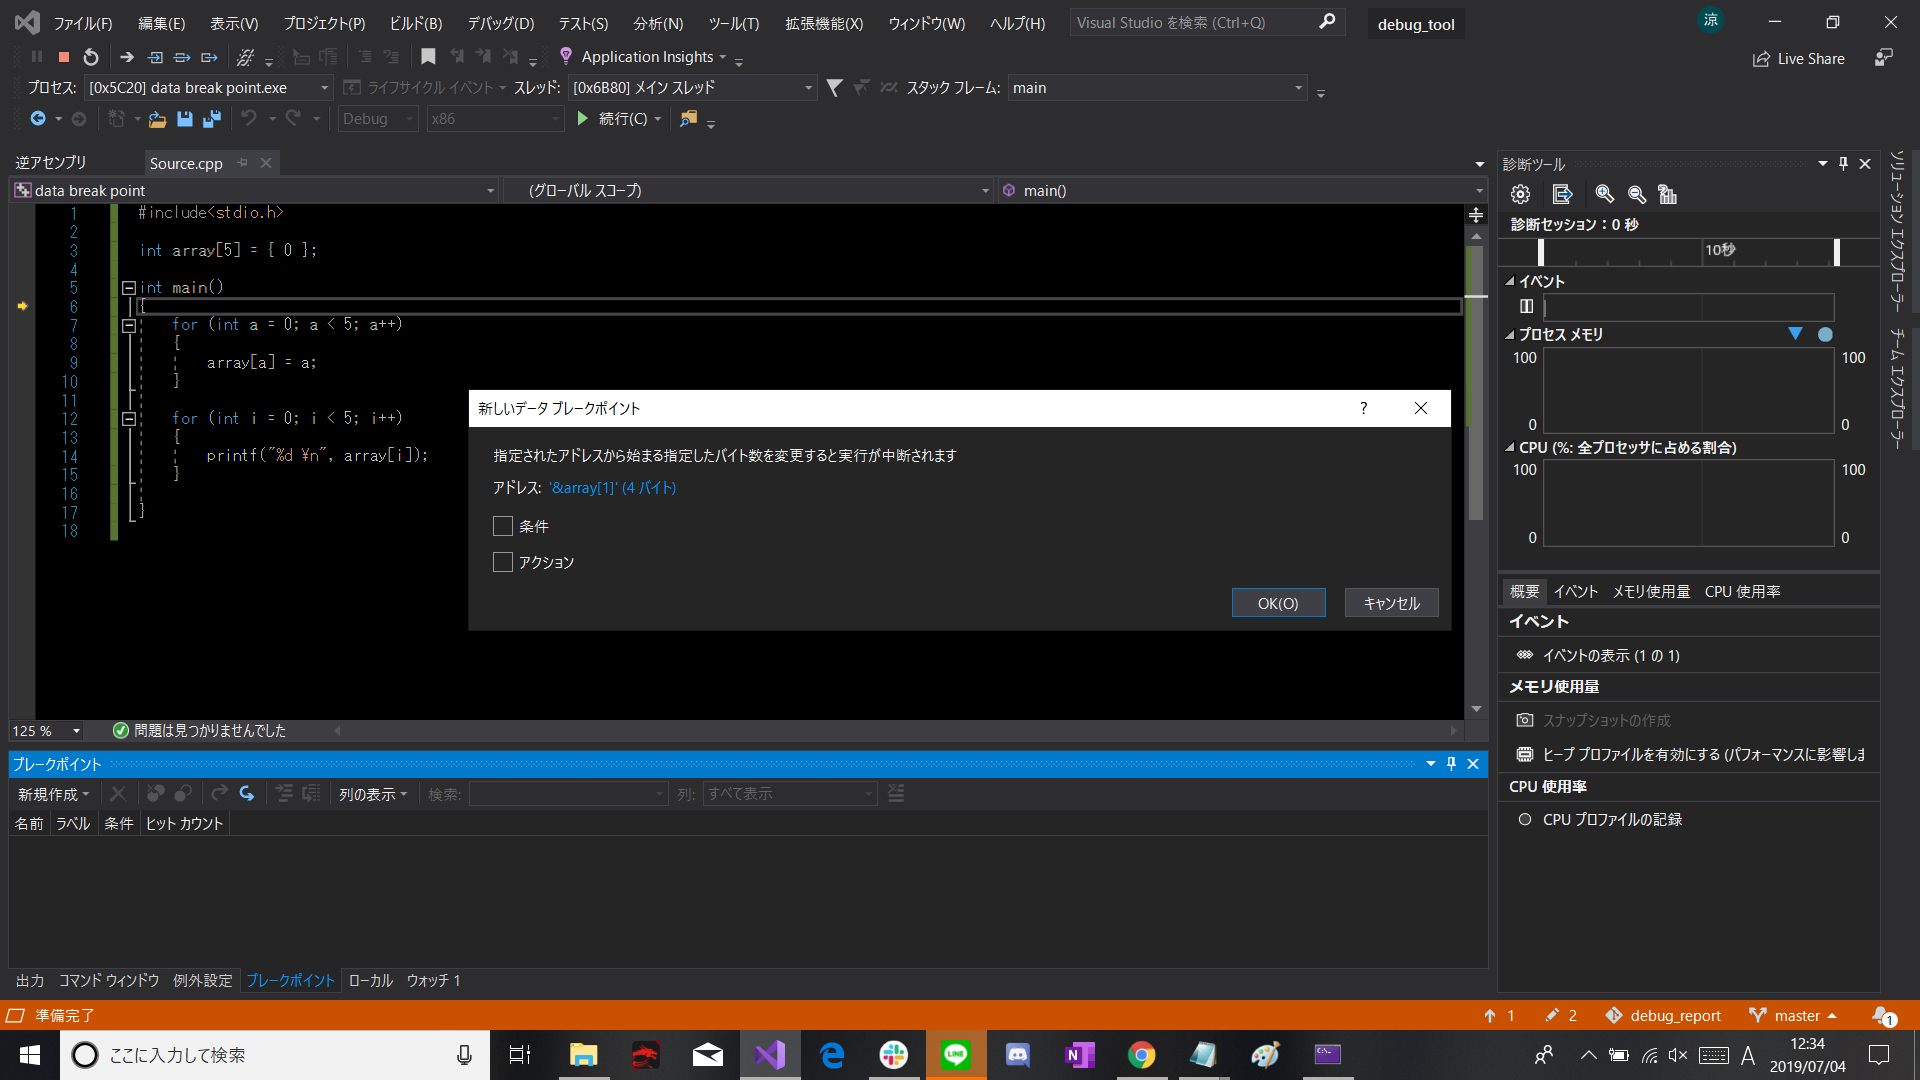 ファイル(F) 編集(E) 表示(V) プロジェクト(P) ビルド(B) デバッグ(D) テスト(S) 分析(N) ツール(T) 拡張機能(X) ウィンドウ(W) ヘルプ(H) Visual Studio を検索 (Ctrl+Q) debug_tool 涼
Application Insights Live Share
プロセス: [0x5C20] data break point.exe ライフサイクル イベント スレッド: [0x6B80] メイン スレッド スタック フレーム: main
Debug x86 続行(C)
逆アセンブリ Source.cpp
data break point (グローバル スコープ) main()
1 #include<stdio.h>
2
3 int array[5] = { 0 };
4
5 int main()
6 {
7 for (int a = 0; a < 5; a++)
8 {
9 array[a] = a;
10 }
11
12 for (int i = 0; i < 5; i++)
13 {
14 printf("%d ¥n", array[i]);
15 }
16
17 }
18
新しいデータ ブレークポイント ?
指定されたアドレスから始まる指定したバイト数を変更すると実行が中断されます
アドレス: '&array[1]' (4 バイト)
条件
アクション
OK(O) キャンセル
125 % 問題は見つかりませんでした
ブレークポイント
新規作成 列の表示 検索: 列: すべて表示
名前 ラベル 条件 ヒット カウント
出力 コマンド ウィンドウ 例外設定 ブレークポイント ローカル ウォッチ 1
診断ツール
診断セッション : 0 秒
10秒
イベント
プロセス メモリ
100 100
0 0
CPU (%: 全プロセッサに占める割合)
100 100
0 0
概要 イベント メモリ使用量 CPU 使用率
イベント
イベントの表示 (1 の 1)
メモリ使用量
スナップショットの作成
ヒープ プロファイルを有効にする (パフォーマンスに影響しま
CPU 使用率
CPU プロファイルの記録
ソリューション エクスプローラー
チーム エクスプローラー
準備完了 1 2 debug_report master 1
ここに入力して検索 LINE N A 12:34
2019/07/04